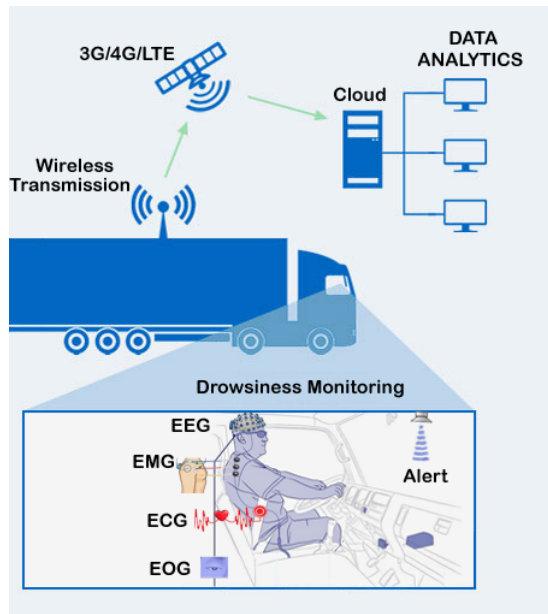 3G/4G/LTE
DATA
ANALYTICS
Cloud
Wireless
Transmission
Drowsiness Monitoring
EEG
EMG
Alert
ECG
EOG